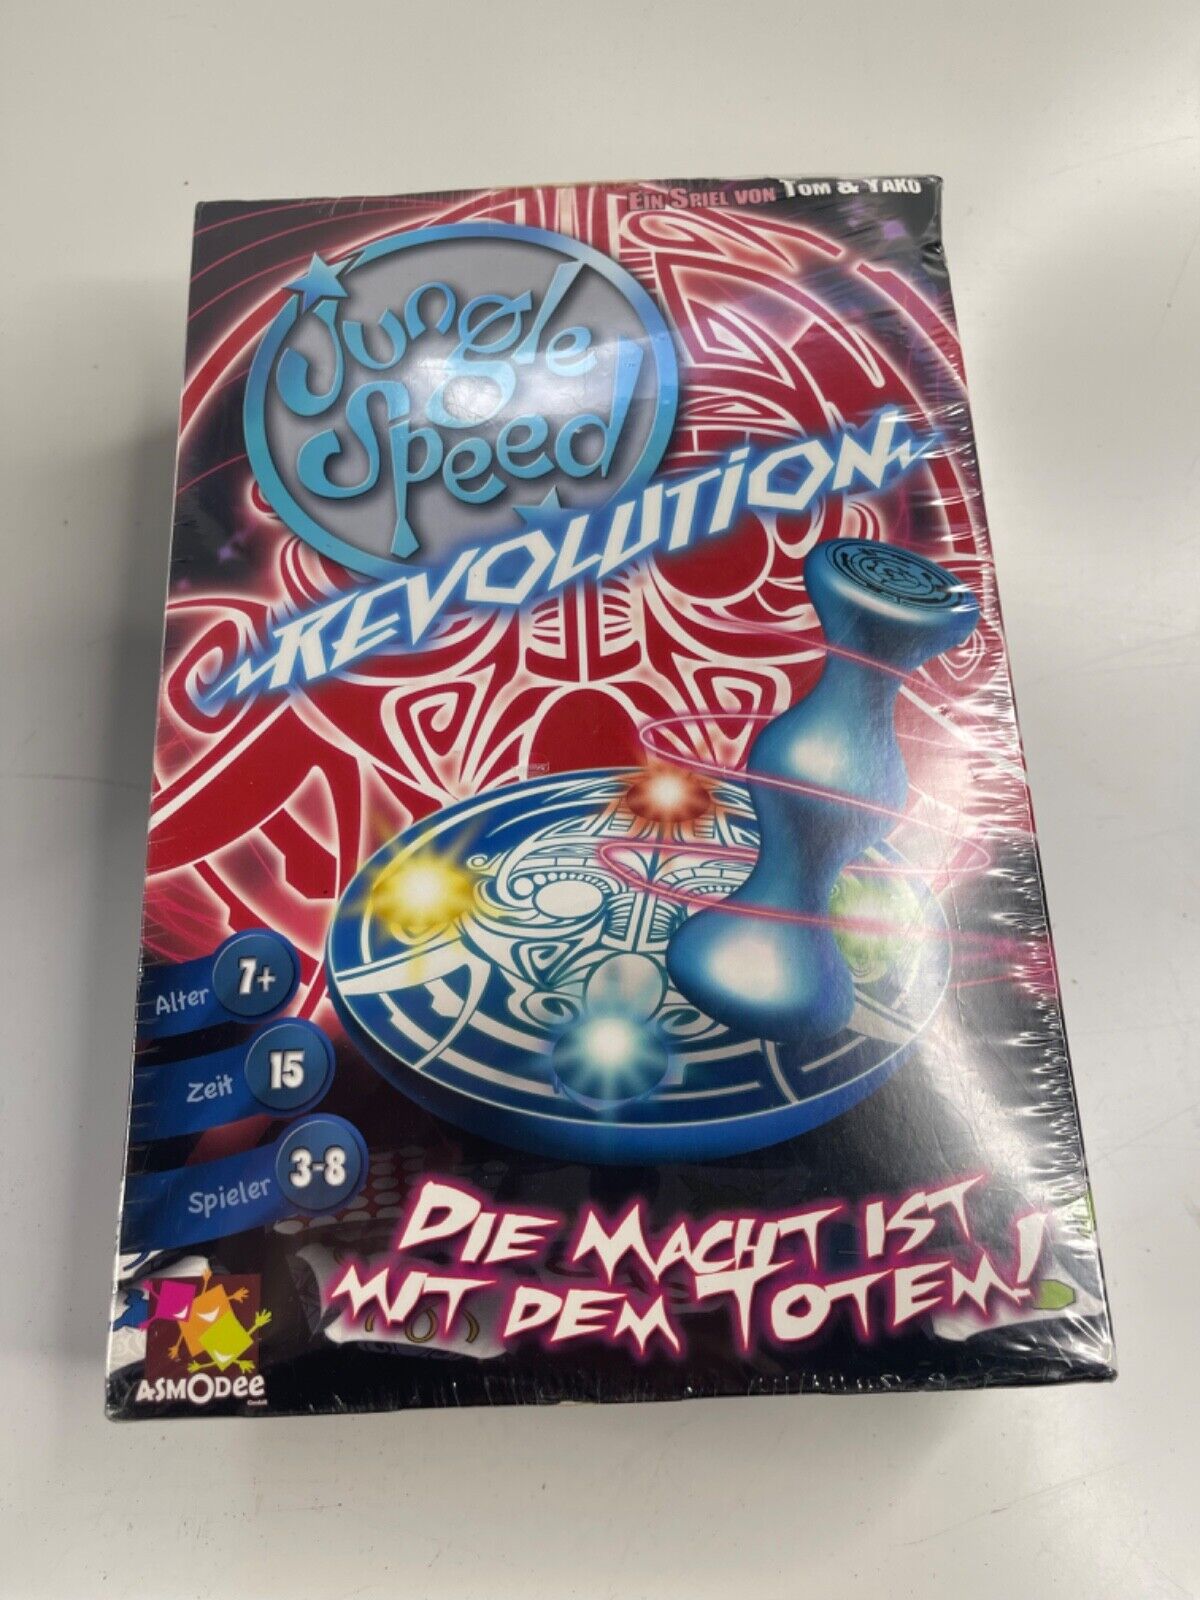 EIN SPIEL VON TOM & YAKO
Jungle
Speed
REVOLUTION
Alter 7+
Zeit 15
Spieler 3-8
DIE MACHT IST
MIT DEM TOTEM!
ASMODee
GmbH